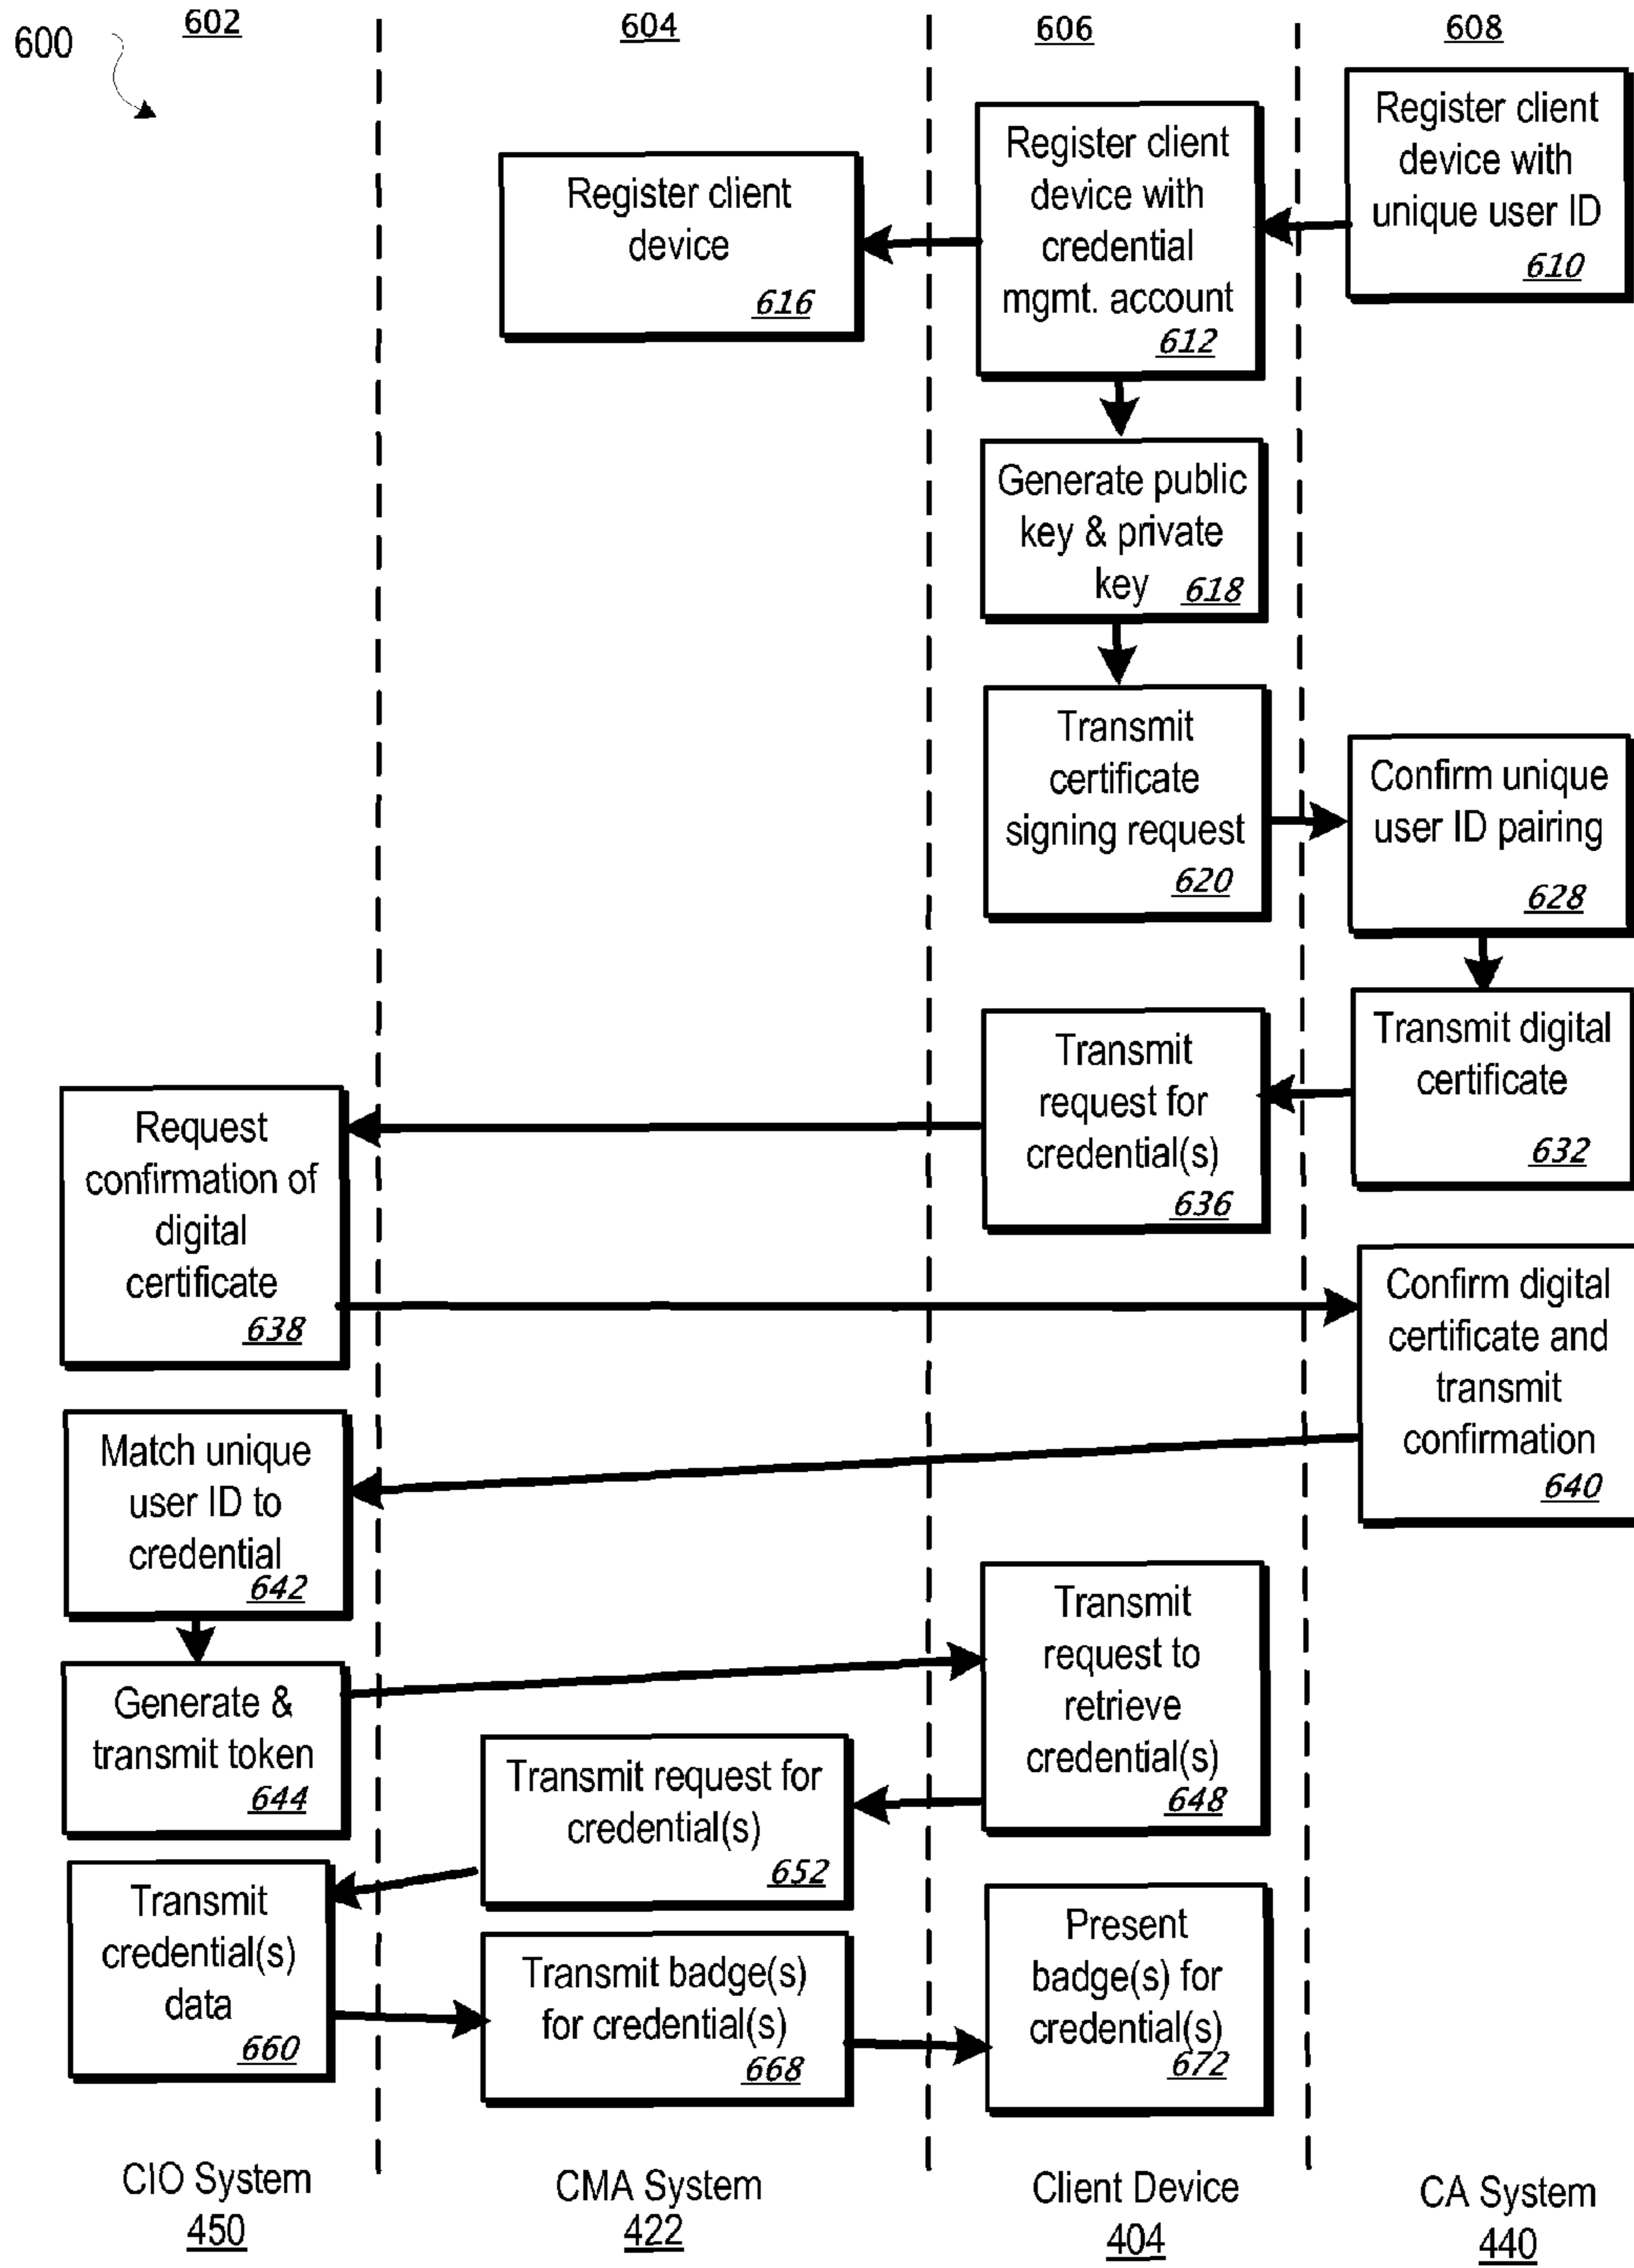 600
602
604
606
608
Register client
device with
unique user ID
610
Register client
device with
credential
mgmt. account
612
Register client
device
616
Generate public
key & private
key 618
Transmit
certificate
signing request
620
Confirm unique
user ID pairing
628
Transmit digital
certificate
632
Transmit
request for
credential(s)
636
Request
confirmation of
digital
certificate
638
Confirm digital
certificate and
transmit
confirmation
640
Match unique
user ID to
credential
642
Generate &
transmit token
644
Transmit
request to
retrieve
credential(s)
648
Transmit request for
credential(s)
652
Transmit
credential(s)
data
660
Transmit badge(s)
for credential(s)
668
Present
badge(s) for
credential(s)
672
CIO System
450
CMA System
422
Client Device
404
CA System
440